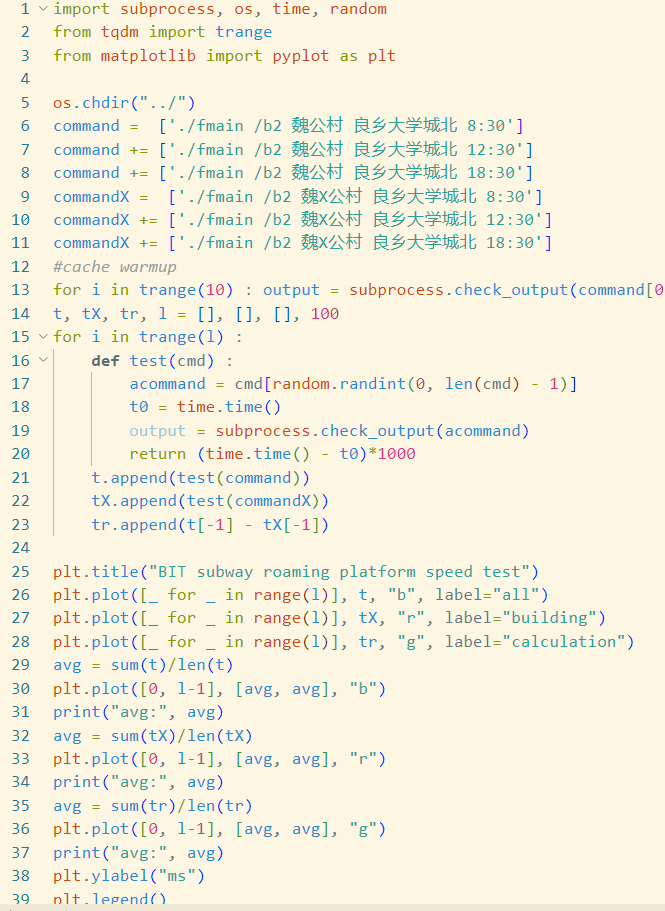 1 import subprocess, os, time, random
2 from tqdm import trange
3 from matplotlib import pyplot as plt
4
5 os.chdir("../")
6 command =  ['./fmain /b2 魏公村 良乡大学城北 8:30']
7 command += ['./fmain /b2 魏公村 良乡大学城北 12:30']
8 command += ['./fmain /b2 魏公村 良乡大学城北 18:30']
9 commandX =  ['./fmain /b2 魏X公村 良乡大学城北 8:30']
10 commandX += ['./fmain /b2 魏X公村 良乡大学城北 12:30']
11 commandX += ['./fmain /b2 魏X公村 良乡大学城北 18:30']
12 #cache warmup
13 for i in trange(10) : output = subprocess.check_output(command[0
14 t, tX, tr, l = [], [], [], 100
15 for i in trange(l) :
16     def test(cmd) :
17         acommand = cmd[random.randint(0, len(cmd) - 1)]
18         t0 = time.time()
19         output = subprocess.check_output(acommand)
20         return (time.time() - t0)*1000
21     t.append(test(command))
22     tX.append(test(commandX))
23     tr.append(t[-1] - tX[-1])
24
25 plt.title("BIT subway roaming platform speed test")
26 plt.plot([_ for _ in range(l)], t, "b", label="all")
27 plt.plot([_ for _ in range(l)], tX, "r", label="building")
28 plt.plot([_ for _ in range(l)], tr, "g", label="calculation")
29 avg = sum(t)/len(t)
30 plt.plot([0, l-1], [avg, avg], "b")
31 print("avg:", avg)
32 avg = sum(tX)/len(tX)
33 plt.plot([0, l-1], [avg, avg], "r")
34 print("avg:", avg)
35 avg = sum(tr)/len(tr)
36 plt.plot([0, l-1], [avg, avg], "g")
37 print("avg:", avg)
38 plt.ylabel("ms")
39 plt.legend()